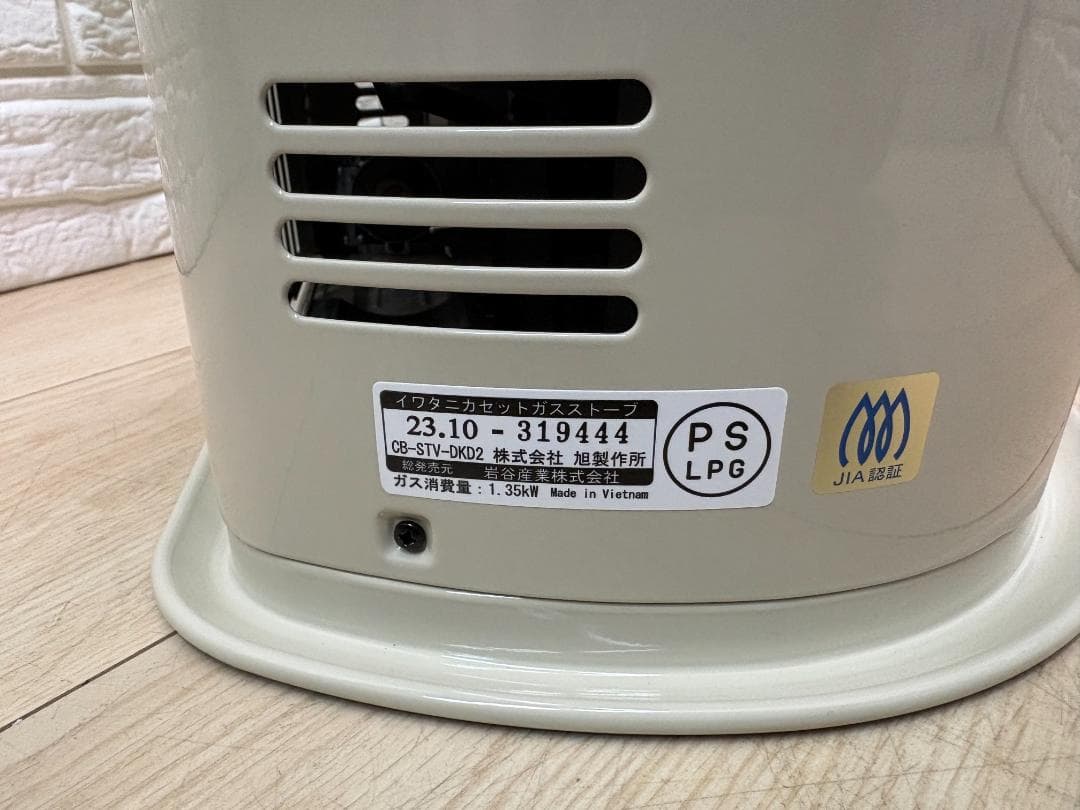 イワタニカセットガスストーブ
23.10 - 319444
CB-STV-DKD2 株式会社 旭製作所
総発売元 岩谷産業株式会社
ガス消費量：1.35kW Made in Vietnam
PS
LPG
JIA認証